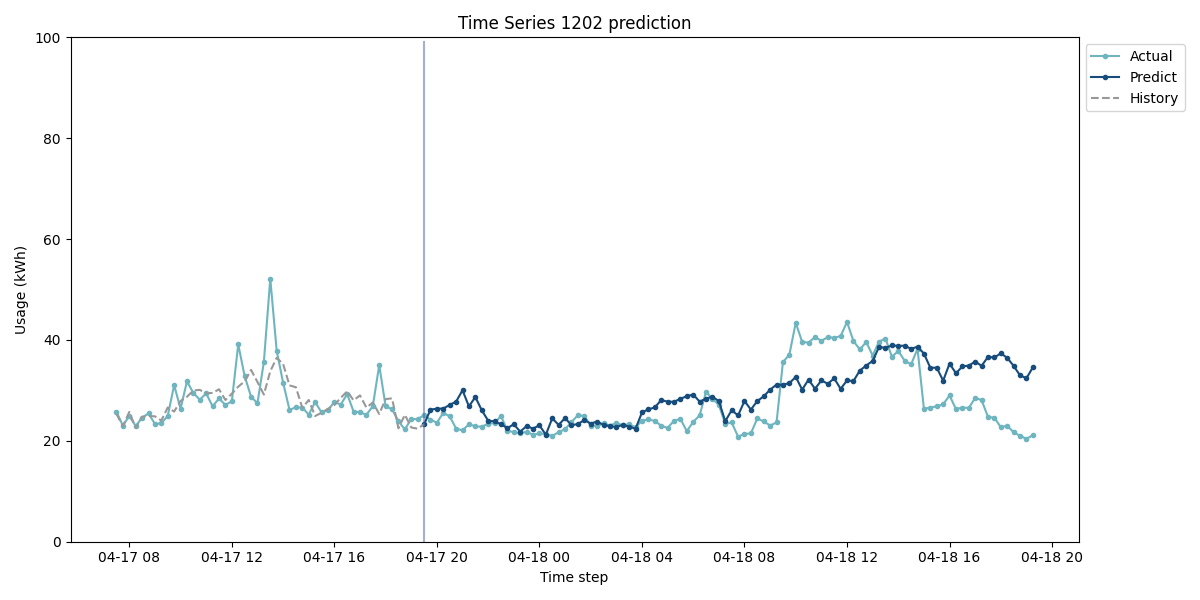 Time Series 1202 prediction
100
80
60
40
20
0
Usage (kWh)
04-17 08
04-17 12
04-17 16
04-17 20
04-18 00
04-18 04
04-18 08
04-18 12
04-18 16
04-18 20
Time step
Actual
Predict
History